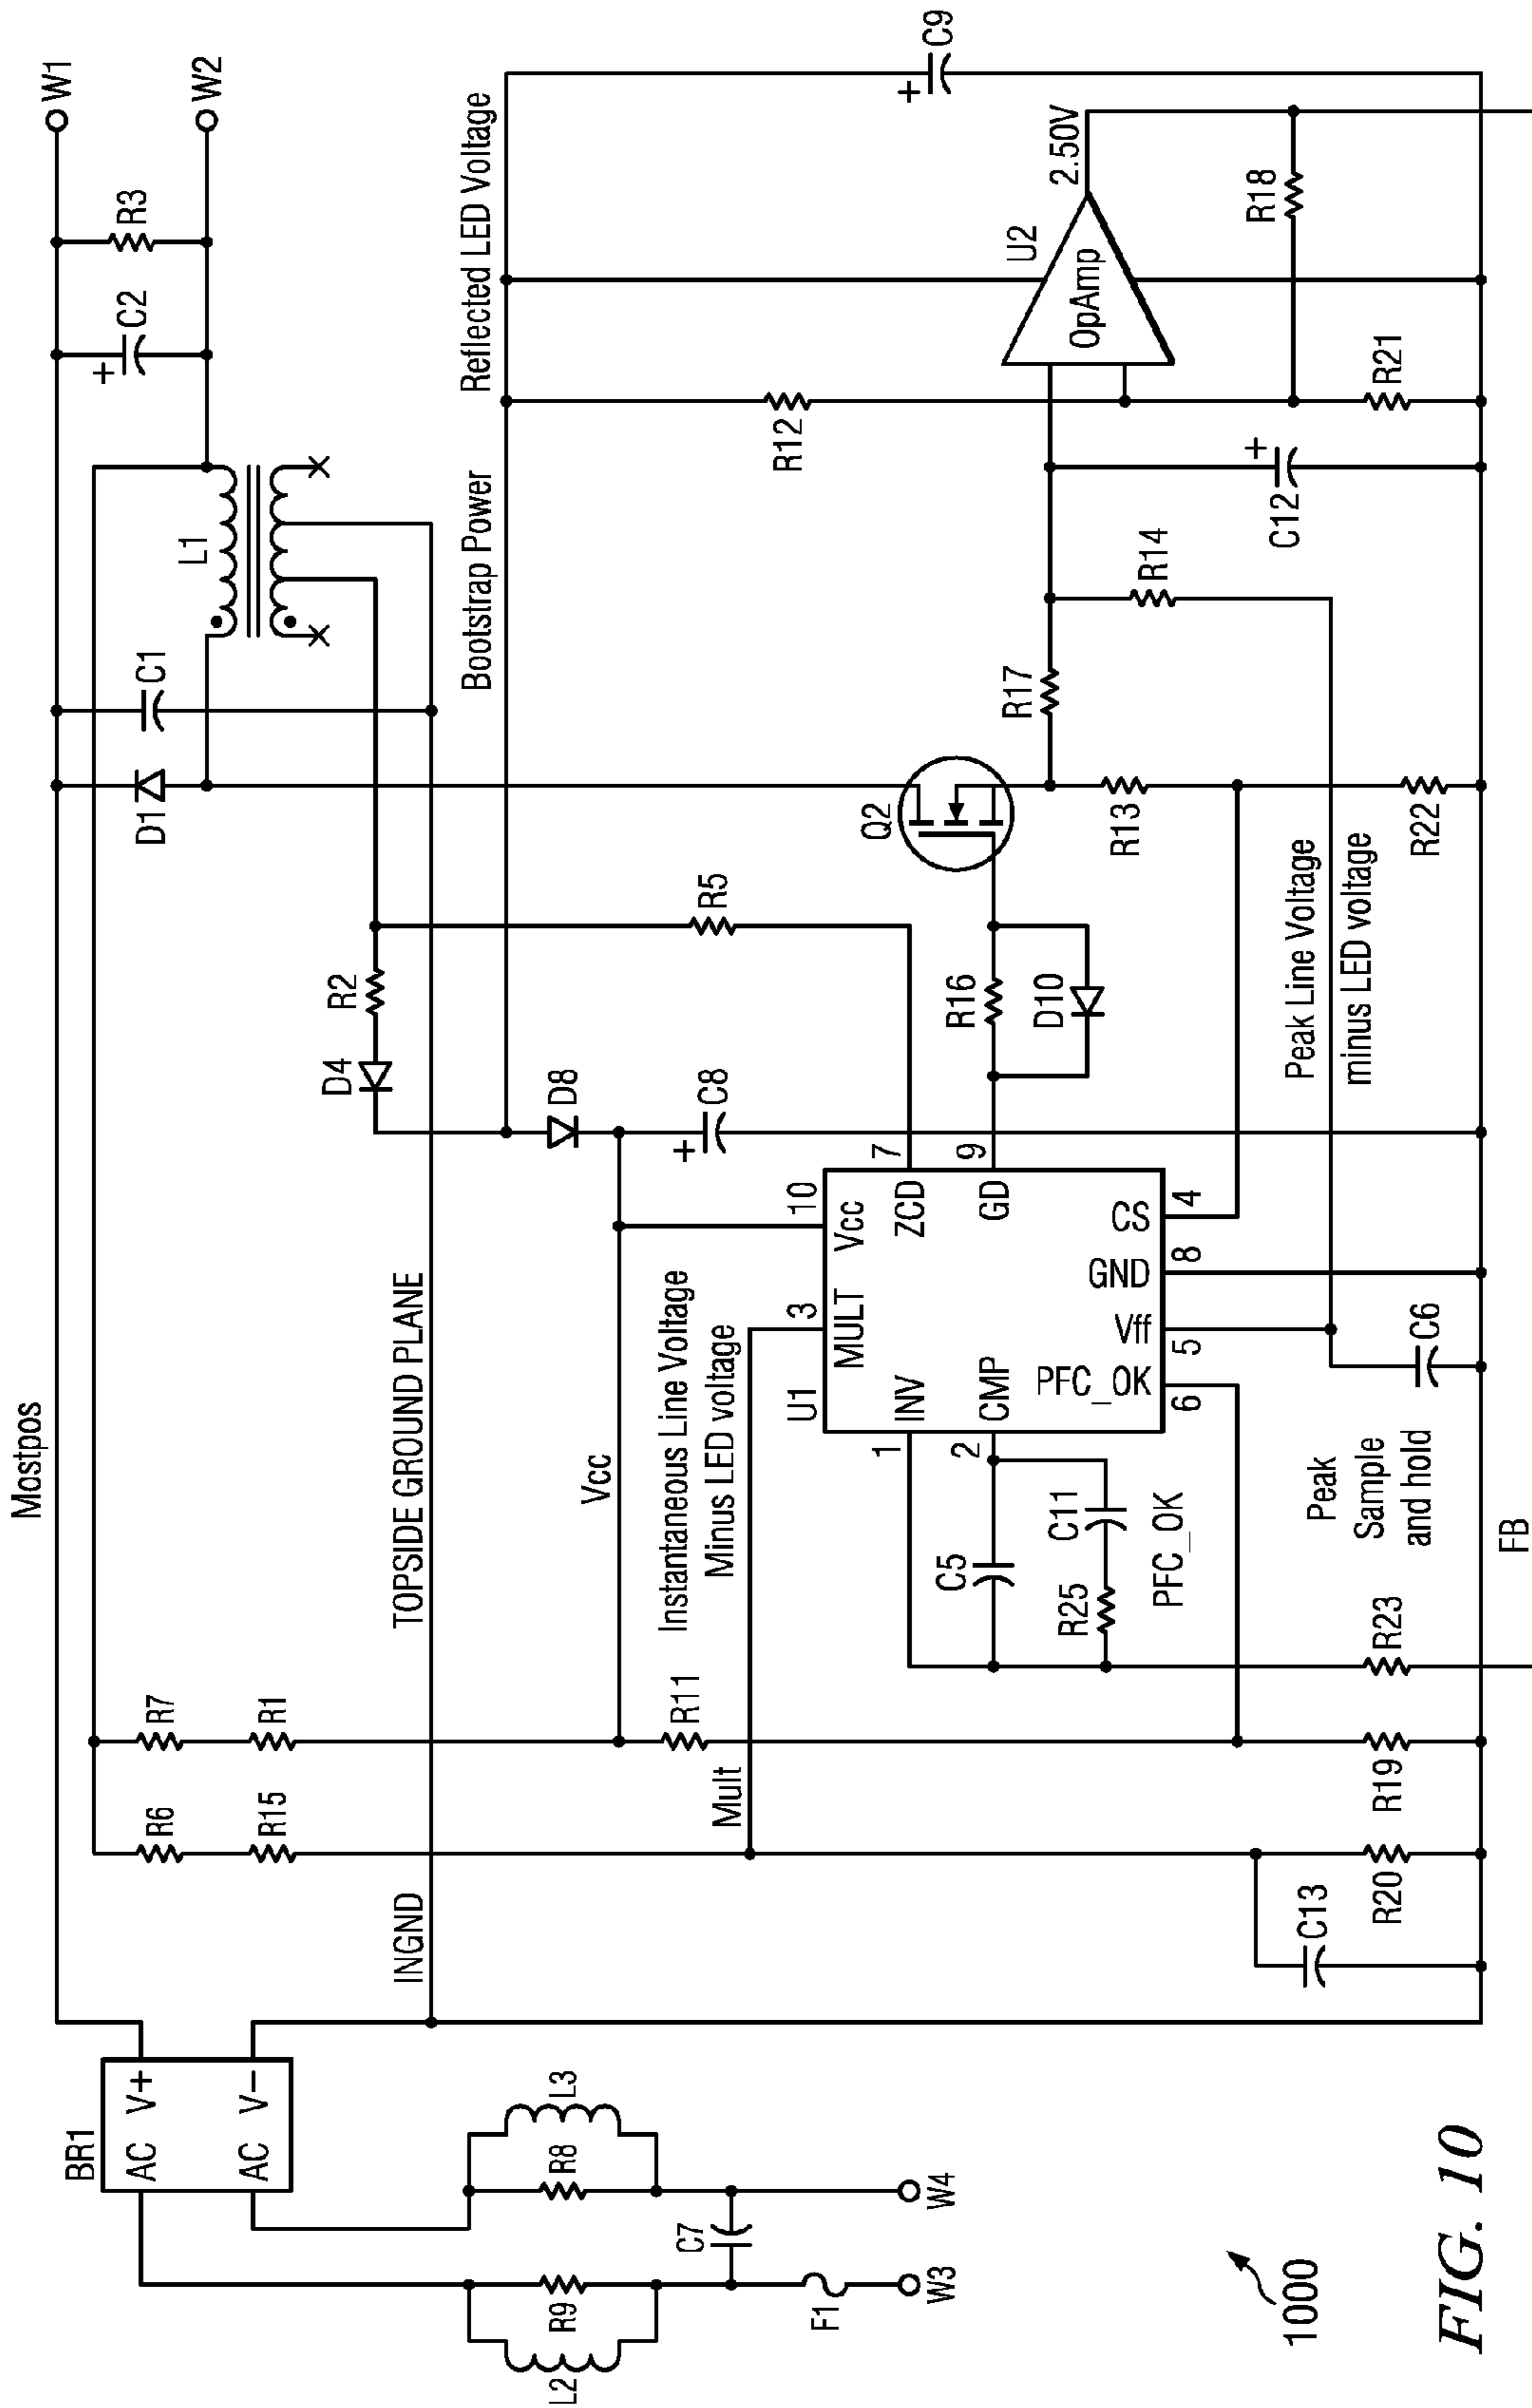 Mostpos
W1
W2
R3
C2
+
L1
C1
D1
BR1
AC V+
AC V-
R7
R1
R6
R15
INGND
TOPSIDE GROUND PLANE
R2
D4
R5
D8
C8
+
Bootstrap Power
Reflected LED Voltage
C9
+
Vcc
R11
Mult
Instantaneous Line Voltage
Minus LED voltage
U1
3
MULT
10
Vcc
7
ZCD
9
GD
1
INV
2
CMP
PFC_OK
6
Vff
5
GND
8
CS
4
C5
C11
R25
PFC_OK
R16
D10
Q2
R17
R13
R22
R14
C12
+
R12
U2
OpAmp
2.50V
R18
R21
Peak Line Voltage
minus LED voltage
C6
Peak
Sample
and hold
R23
FB
R19
R20
C13
L2
R9
L3
R8
C7
F1
W3
W4
1000
FIG. 10